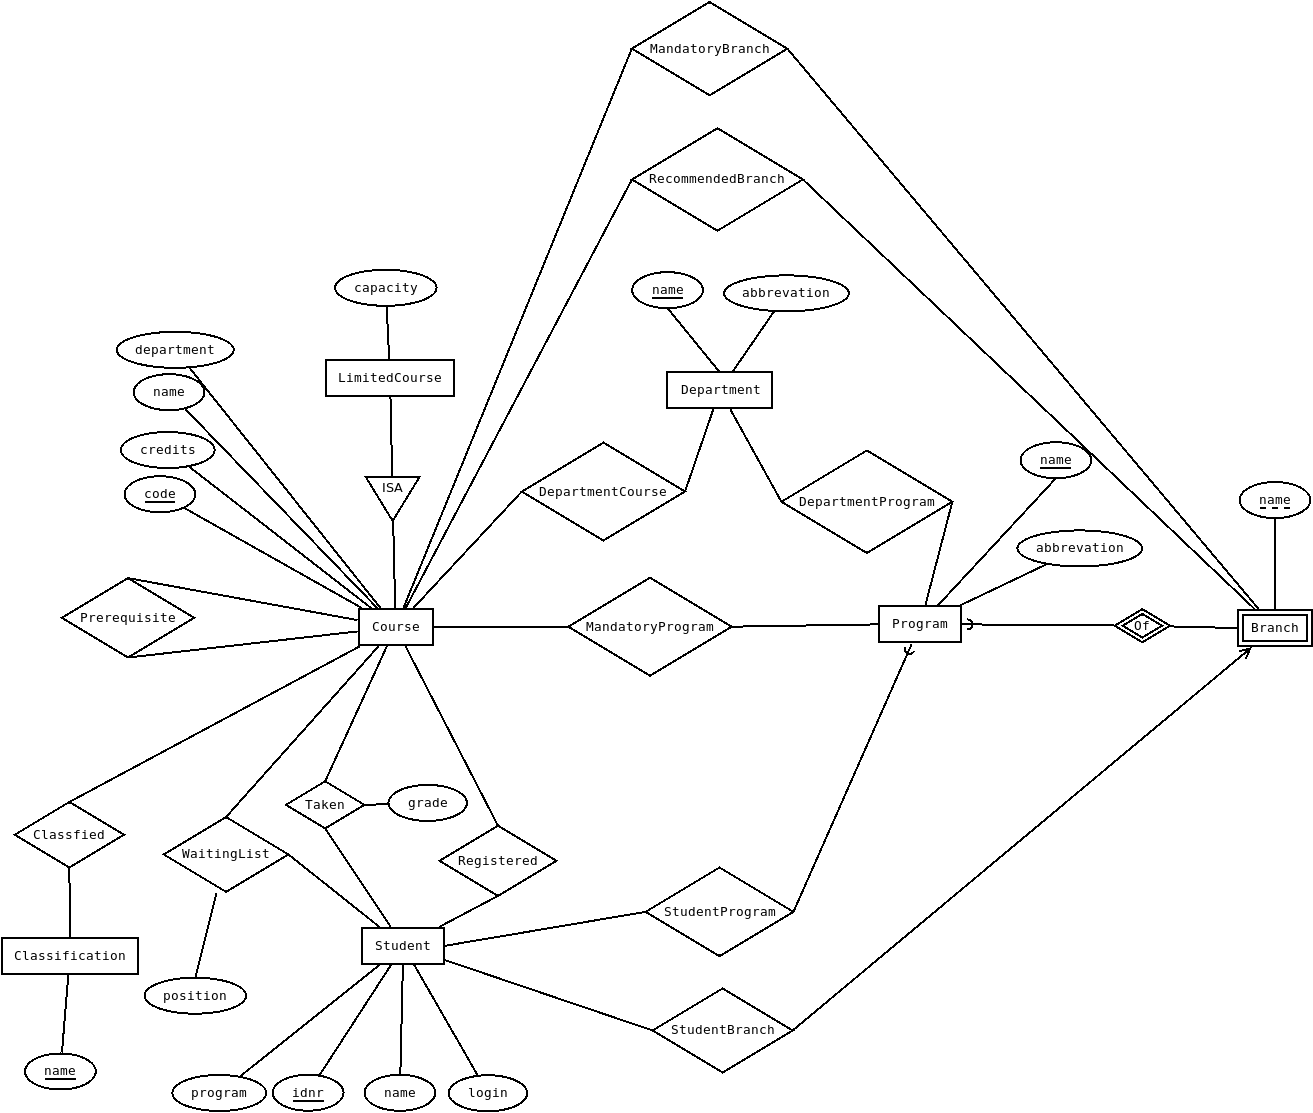 MandatoryBranch
RecommendedBranch
capacity
name
abbrevation
department
name
LimitedCourse
Department
credits
code
ISA
DepartmentCourse
DepartmentProgram
name
name
abbrevation
Prerequisite
Course
MandatoryProgram
Program
Of
Branch
Taken
grade
Classfied
WaitingList
Registered
StudentProgram
Classification
Student
position
StudentBranch
name
program
idnr
name
login